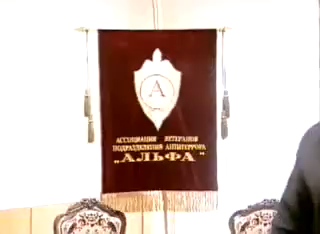 А
АССОЦИАЦИЯ ВЕТЕРАНОВ
ПОДРАЗДЕЛЕНИЯ АНТИТЕРРОРА
„АЛЬФА"